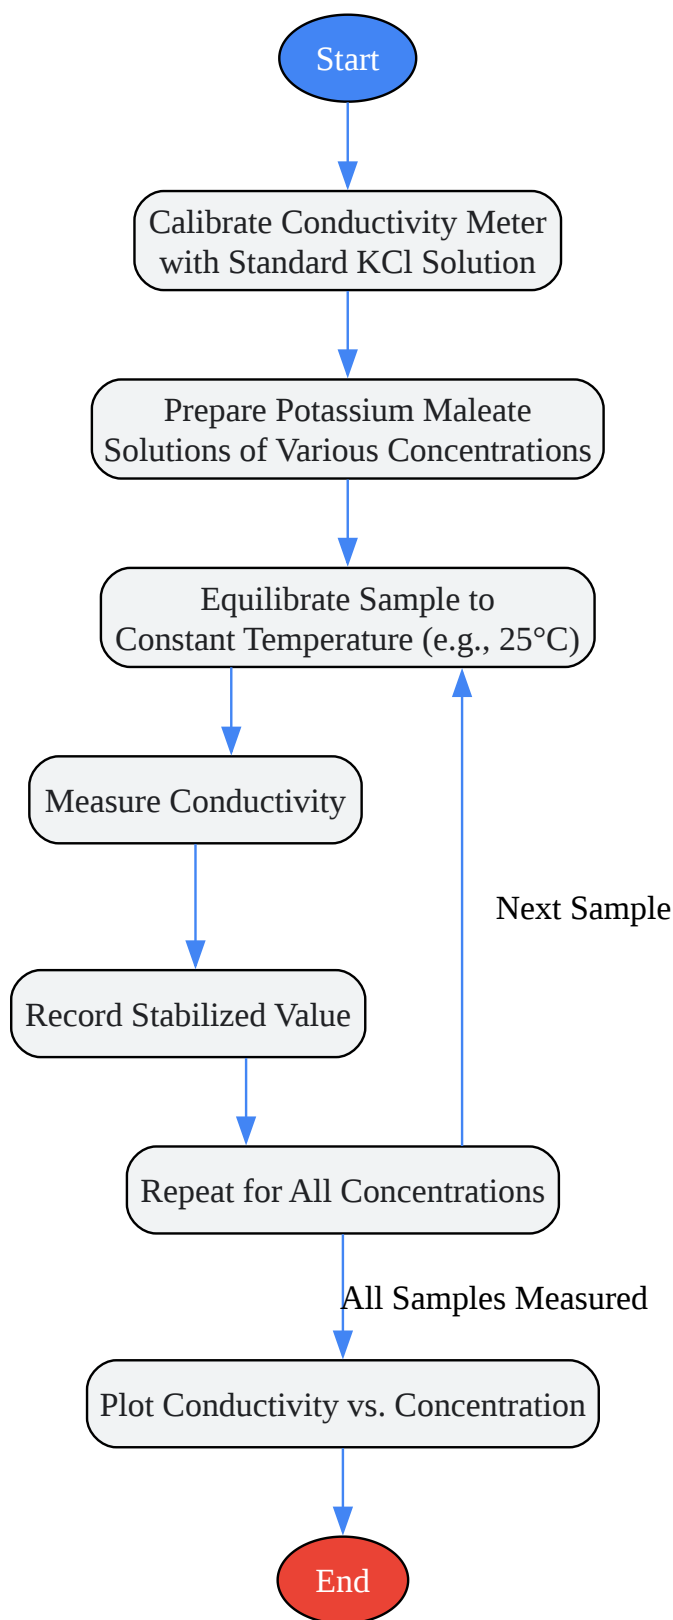 Start
Calibrate Conductivity Meter
with Standard KCl Solution
Prepare Potassium Maleate
Solutions of Various Concentrations
Equilibrate Sample to
Constant Temperature (e.g., 25°C)
Measure Conductivity
Next Sample
Record Stabilized Value
Repeat for All Concentrations
All Samples Measured
Plot Conductivity vs. Concentration
End